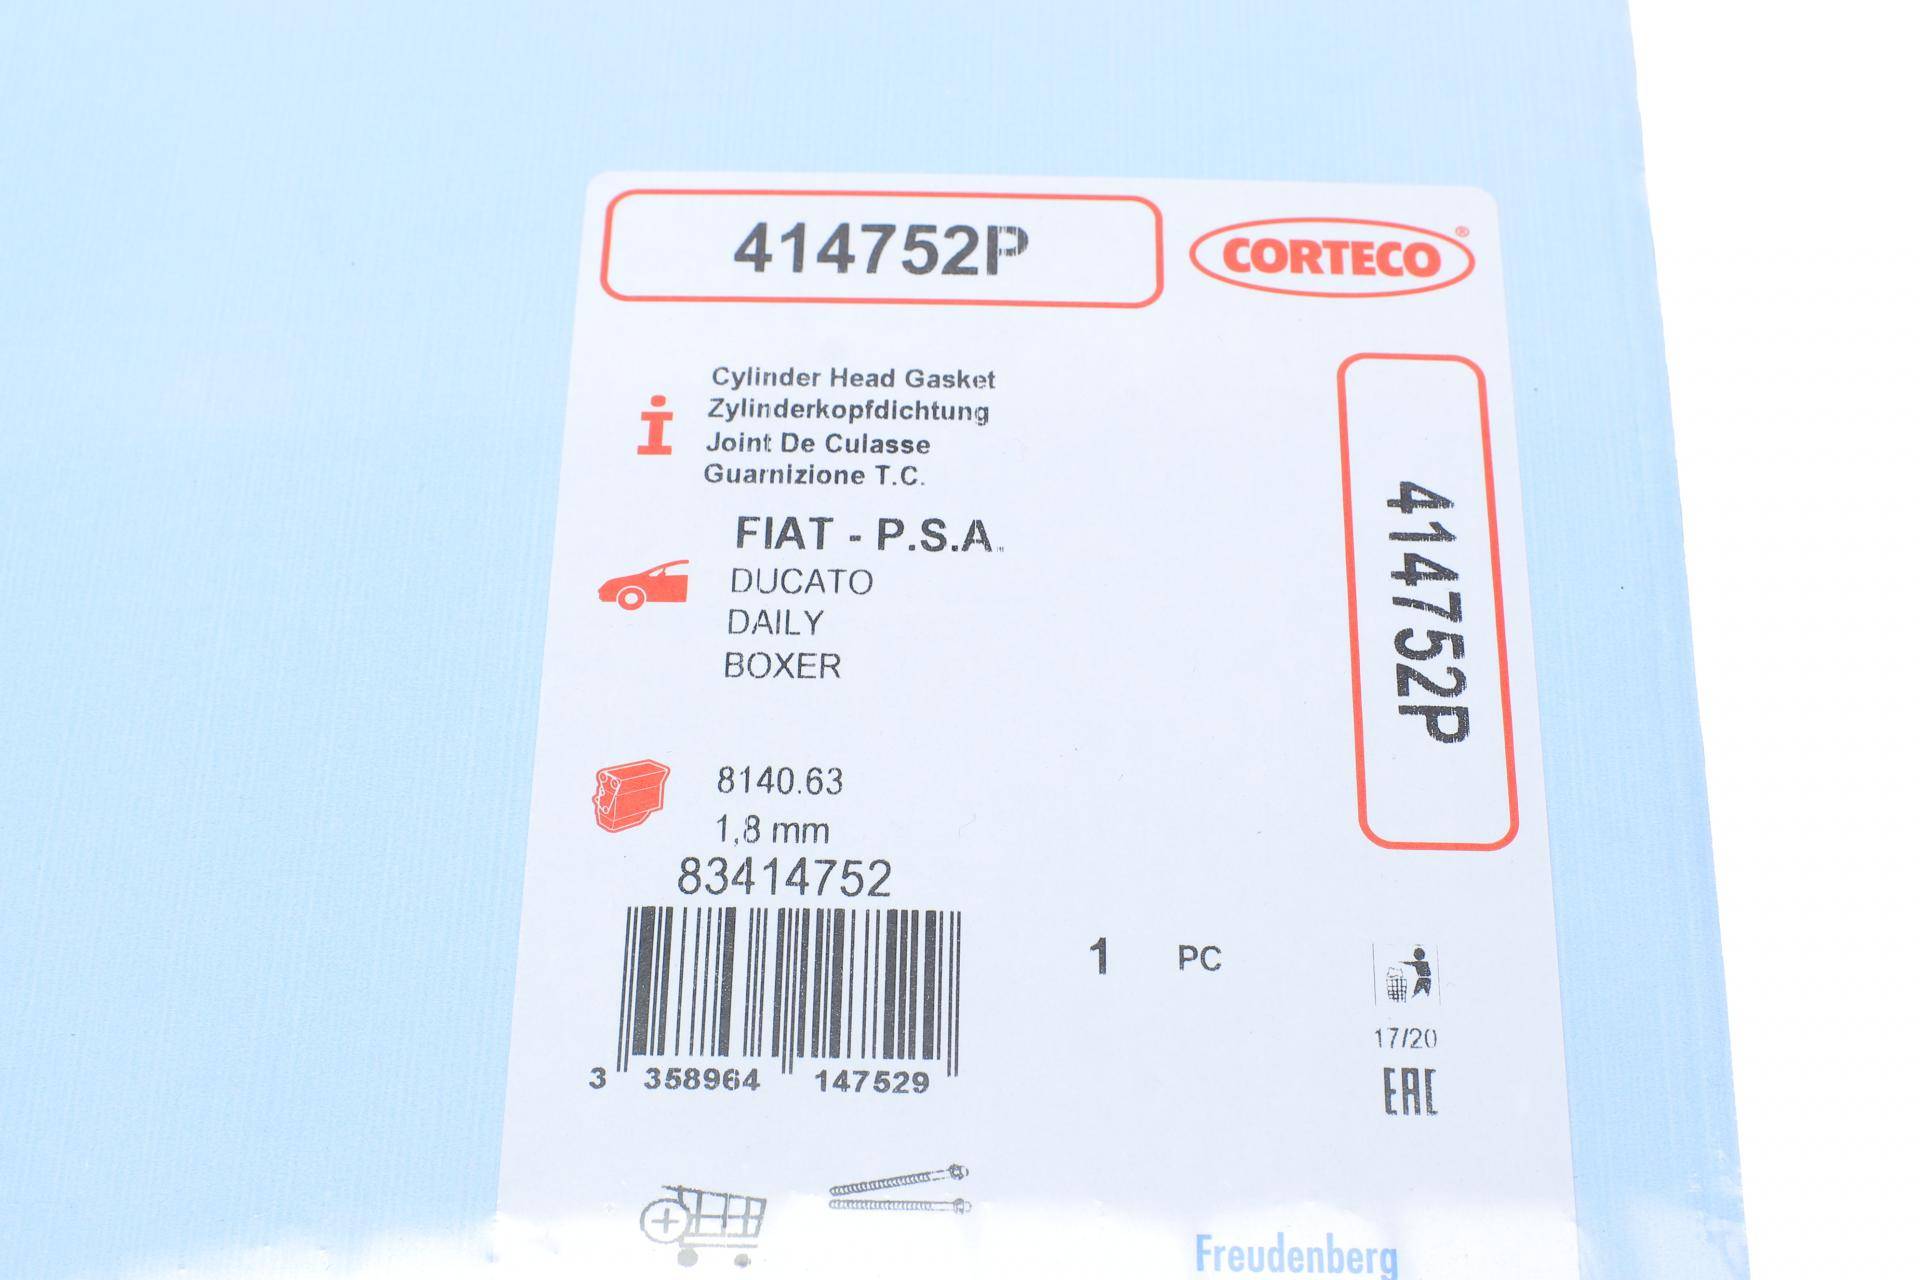 414752P
CORTECO®
Cylinder Head Gasket
Zylinderkopfdichtung
Joint De Culasse
Guarnizione T.C.
FIAT - P.S.A.
DUCATO
DAILY
BOXER
414752P
8140.63
1,8 mm
83414752
3 358964 147529
1 PC
17/20
EAC
Freudenberg